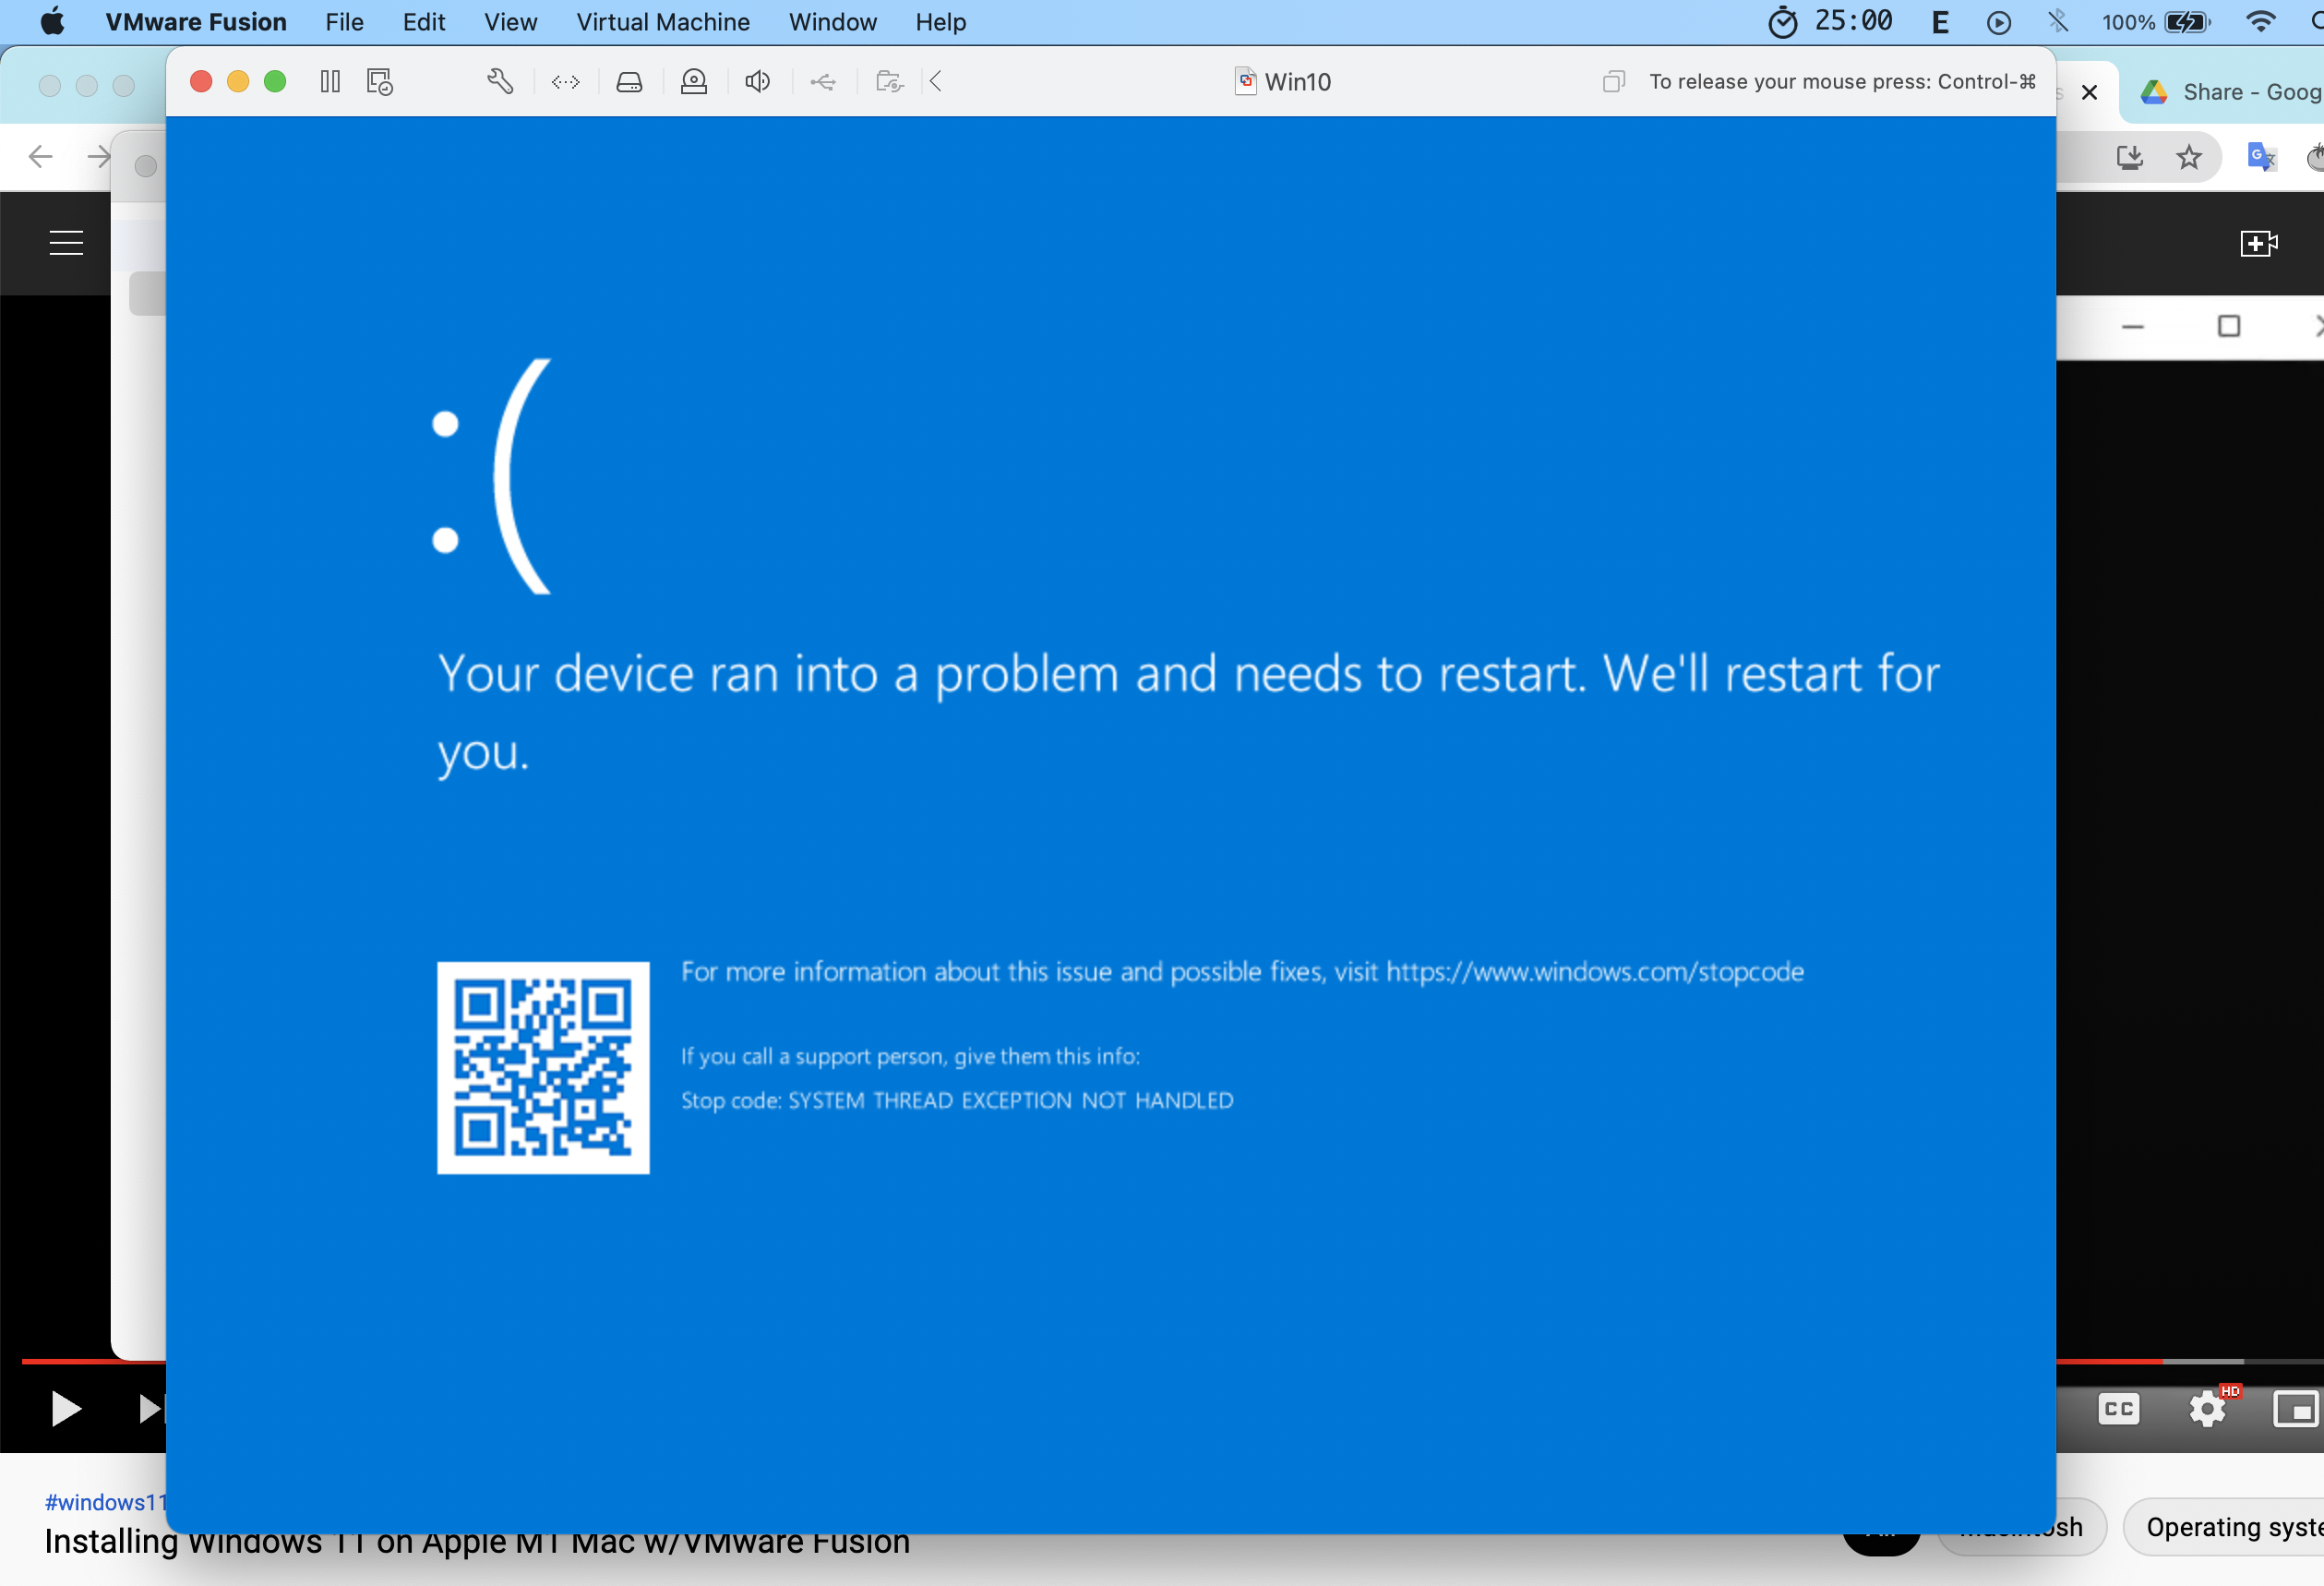 VMware Fusion File Edit View Virtual Machine Window Help 25:00 E 100%
Win10 To release your mouse press: Control-⌘
Share - Goog
:(
Your device ran into a problem and needs to restart. We'll restart for
you.
For more information about this issue and possible fixes, visit https://www.windows.com/stopcode
If you call a support person, give them this info:
Stop code: SYSTEM THREAD EXCEPTION NOT HANDLED
CC HD
#windows11
Installing Windows 11 on Apple M1 Mac w/VMware Fusion
All Macintosh Operating syste